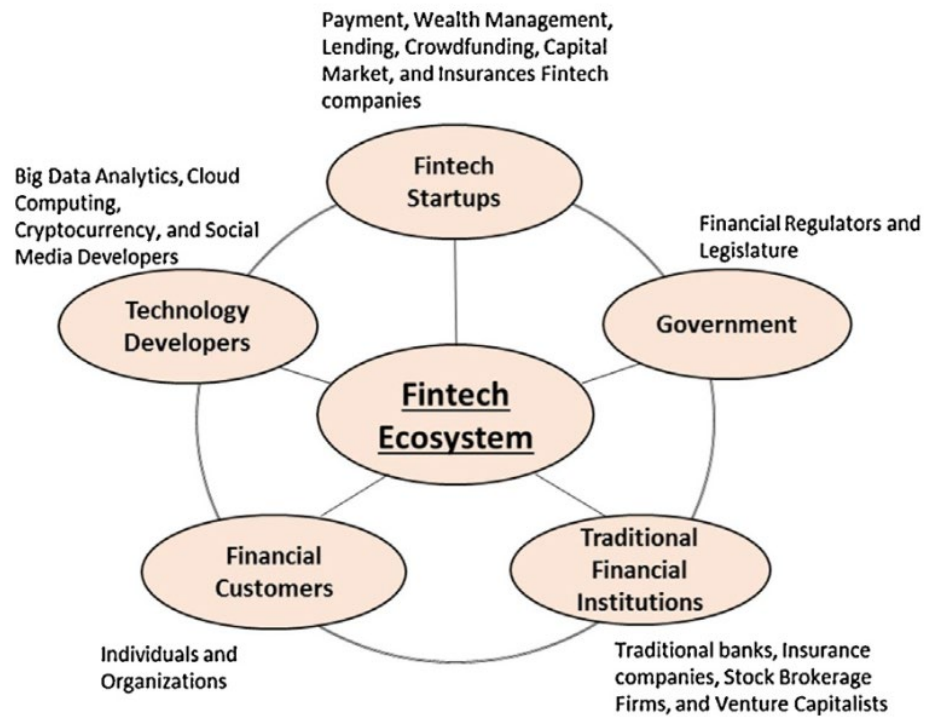 Payment, Wealth Management,
Lending, Crowdfunding, Capital
Market, and Insurances Fintech
companies
Fintech
Startups
Big Data Analytics, Cloud
Computing,
Cryptocurrency, and Social
Media Developers
Financial Regulators and
Legislature
Technology
Developers
Government
Fintech
Ecosystem
Financial
Customers
Traditional
Financial
Institutions
Individuals and
Organizations
Traditional banks, Insurance
companies, Stock Brokerage
Firms, and Venture Capitalists